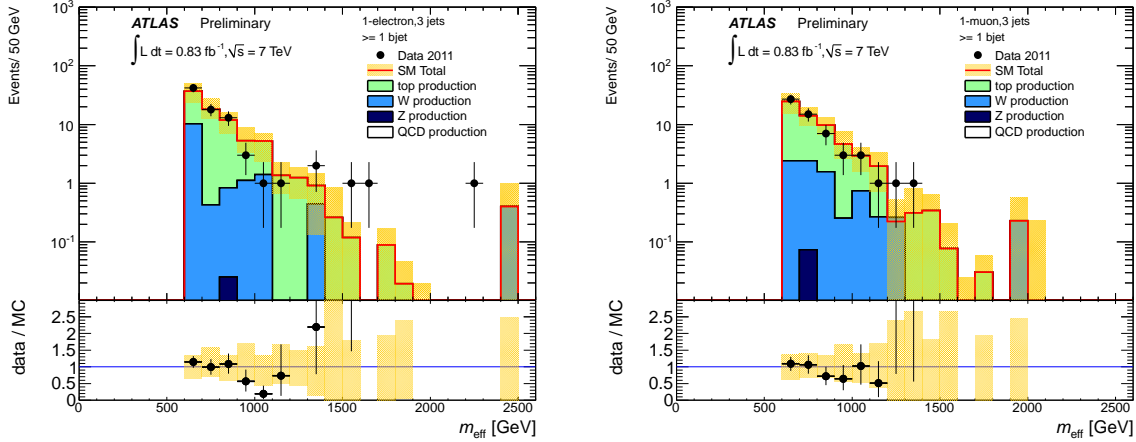 ATLAS Preliminary
1-electron,3 jets
>= 1 bjet
∫ L dt = 0.83 fb⁻¹,√s = 7 TeV
Data 2011
SM Total
top production
W production
Z production
QCD production
Events/ 50 GeV
10³
10²
10
1
10⁻¹
data / MC
2.5
2
1.5
1
0.5
0
0 500 1000 1500 2000 2500
m_eff [GeV]
ATLAS Preliminary
1-muon,3 jets
>= 1 bjet
∫ L dt = 0.83 fb⁻¹,√s = 7 TeV
Data 2011
SM Total
top production
W production
Z production
QCD production
Events/ 50 GeV
10³
10²
10
1
10⁻¹
data / MC
2.5
2
1.5
1
0.5
0
0 500 1000 1500 2000 2500
m_eff [GeV]